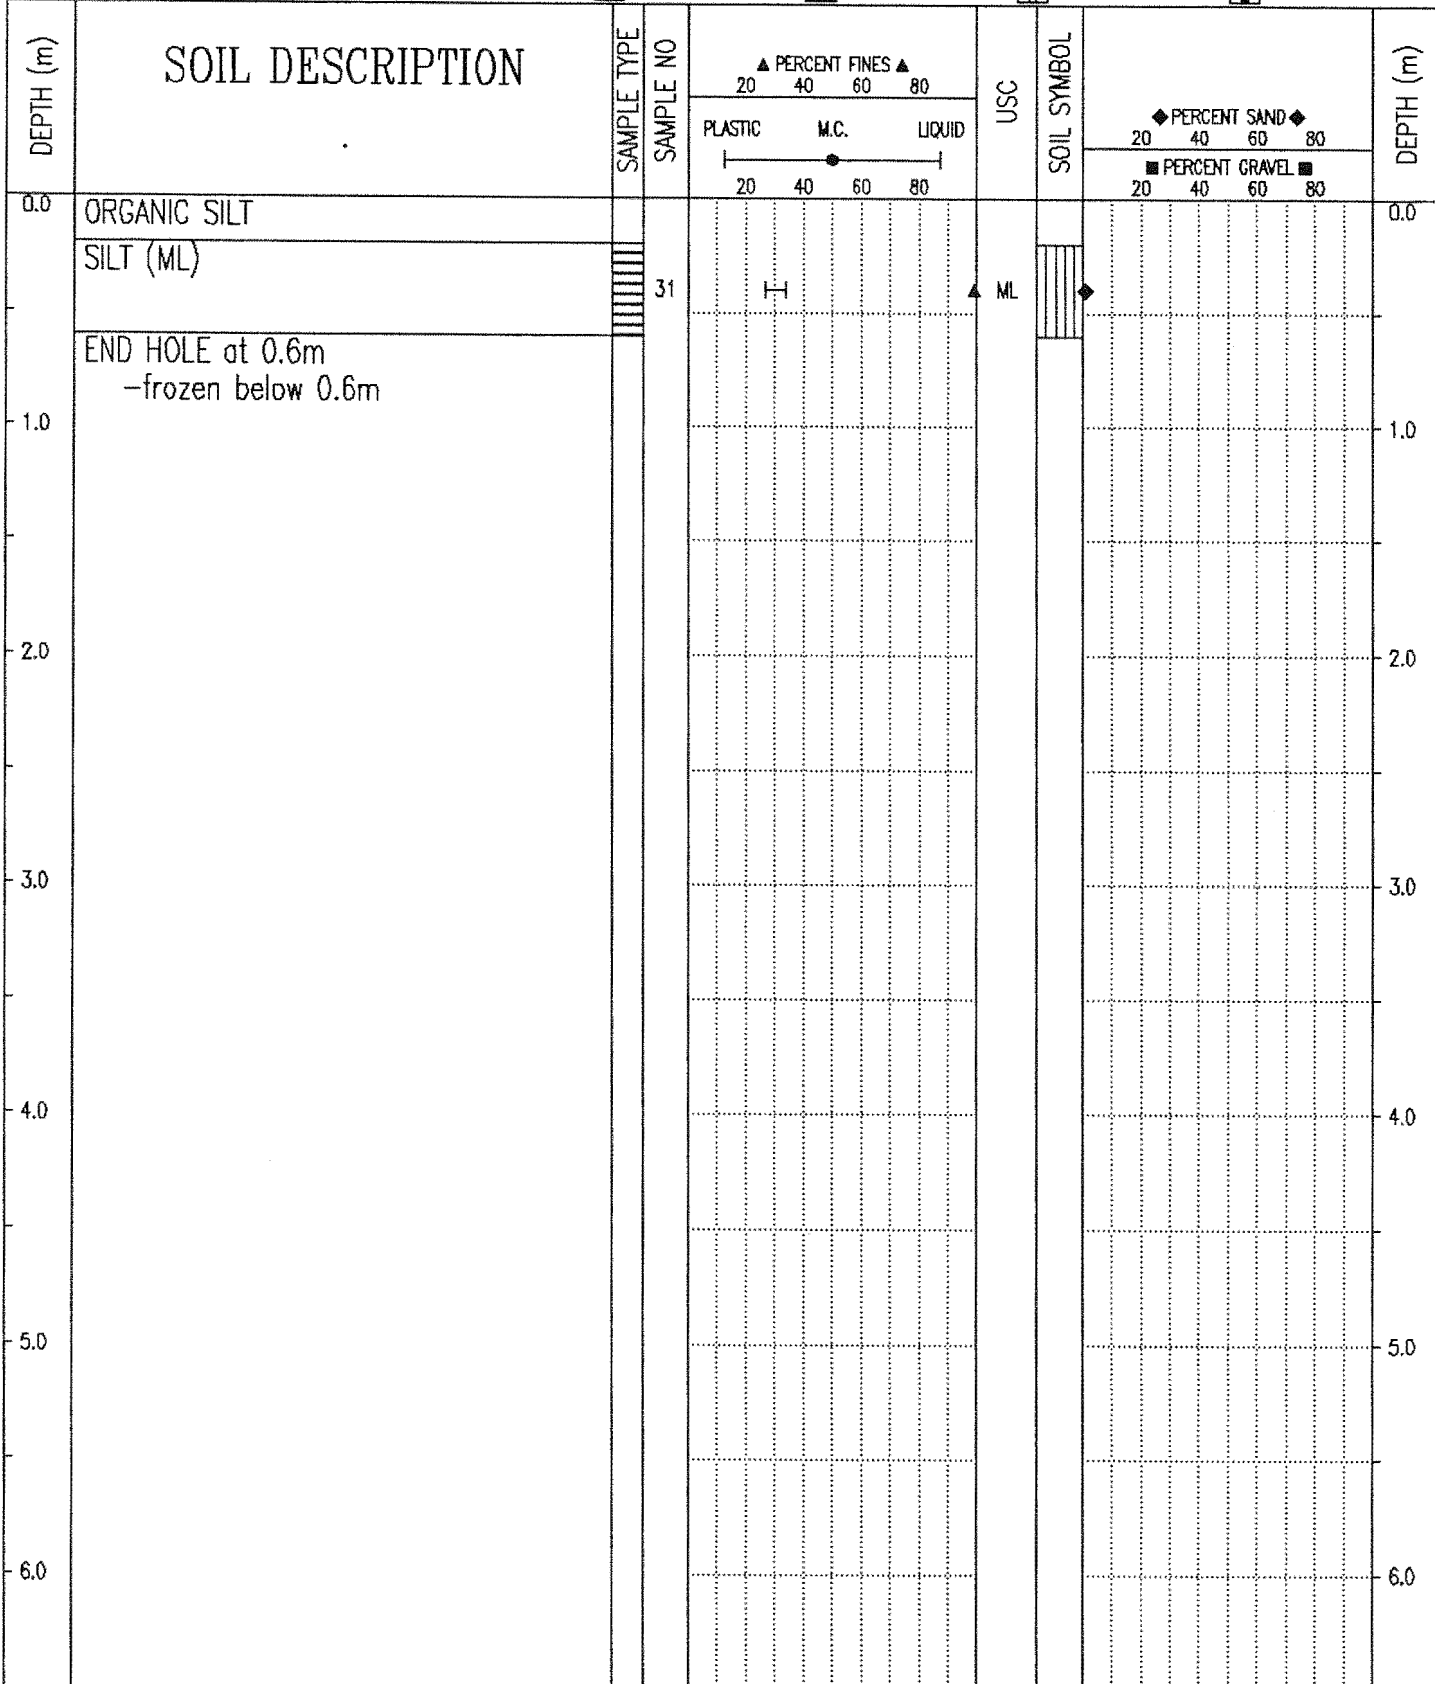 DEPTH (m)
SOIL DESCRIPTION
SAMPLE TYPE
SAMPLE NO
▲ PERCENT FINES ▲
20 40 60 80
PLASTIC M.C. LIQUID
20 40 60 80
USC
SOIL SYMBOL
◆ PERCENT SAND ◆
20 40 60 80
■ PERCENT GRAVEL ■
20 40 60 80
DEPTH (m)
0.0 ORGANIC SILT 0.0
SILT (ML)
31 ML
END HOLE at 0.6m
-frozen below 0.6m
1.0 1.0
2.0 2.0
3.0 3.0
4.0 4.0
5.0 5.0
6.0 6.0